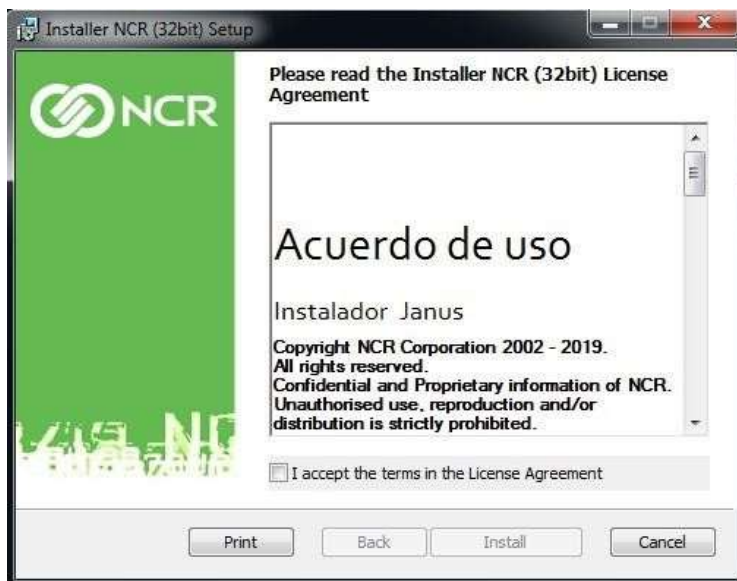 Installer NCR (32bit) Setup
NCR
Please read the Installer NCR (32bit) License
Agreement
Acuerdo de uso
Instalador Janus
Copyright NCR Corporation 2002 - 2019.
All rights reserved.
Confidential and Proprietary information of NCR.
Unauthorised use, reproduction and/or
distribution is strictly prohibited.
I accept the terms in the License Agreement
Print
Back
Install
Cancel